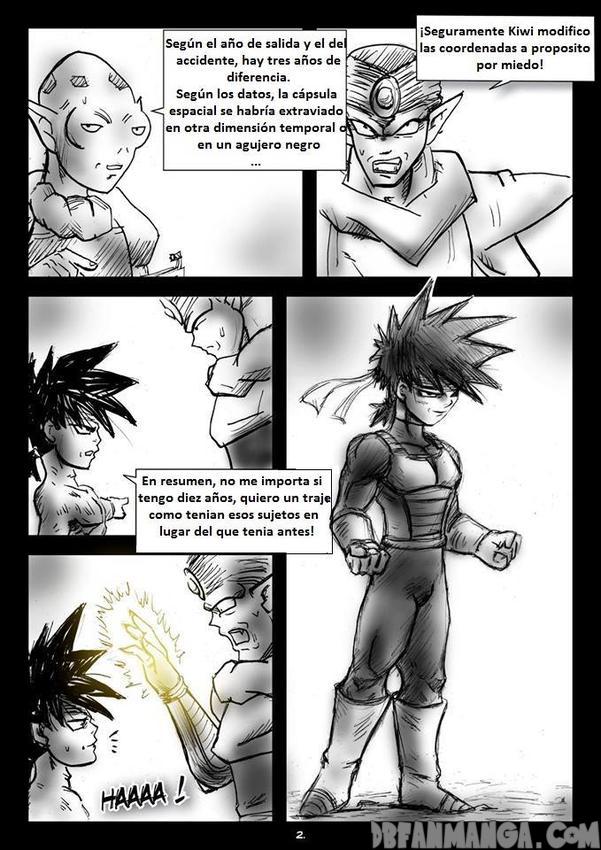 Según el año de salida y el del
accidente, hay tres años de
diferencia.
Según los datos, la cápsula
espacial se habría extraviado
en otra dimensión temporal o
en un agujero negro
...
¡Seguramente Kiwi modifico
las coordenadas a proposito
por miedo!
En resumen, no me importa si
tengo diez años, quiero un traje
como tenian esos sujetos en
lugar del que tenia antes!
HAAAA !
2.
DBFANMANGA.COM